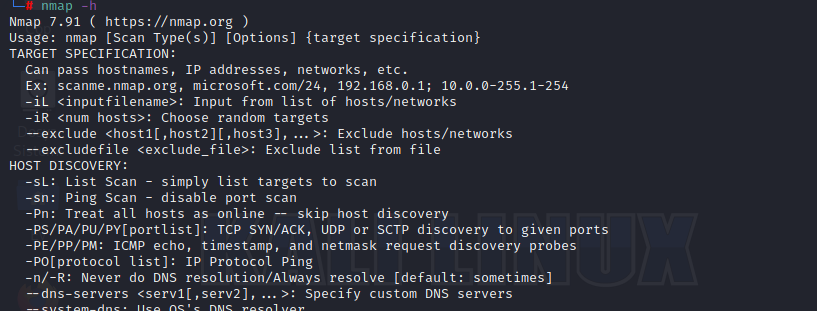 # nmap -h
Nmap 7.91 ( https://nmap.org )
Usage: nmap [Scan Type(s)] [Options] {target specification}
TARGET SPECIFICATION:
  Can pass hostnames, IP addresses, networks, etc.
  Ex: scanme.nmap.org, microsoft.com/24, 192.168.0.1; 10.0.0-255.1-254
  -iL <inputfilename>: Input from list of hosts/networks
  -iR <num hosts>: Choose random targets
  --exclude <host1[,host2][,host3],...>: Exclude hosts/networks
  --excludefile <exclude_file>: Exclude list from file
HOST DISCOVERY:
  -sL: List Scan - simply list targets to scan
  -sn: Ping Scan - disable port scan
  -Pn: Treat all hosts as online -- skip host discovery
  -PS/PA/PU/PY[portlist]: TCP SYN/ACK, UDP or SCTP discovery to given ports
  -PE/PP/PM: ICMP echo, timestamp, and netmask request discovery probes
  -PO[protocol list]: IP Protocol Ping
  -n/-R: Never do DNS resolution/Always resolve [default: sometimes]
  --dns-servers <serv1[,serv2],...>: Specify custom DNS servers
  --system-dns: Use OS's DNS resolver
KALI LINUX